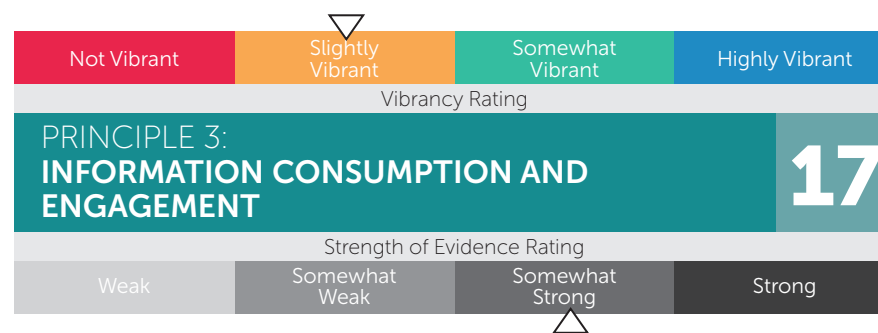 Not Vibrant
Slightly
Vibrant
Somewhat
Vibrant
Highly Vibrant
Vibrancy Rating
PRINCIPLE 3:
INFORMATION CONSUMPTION AND
ENGAGEMENT
17
Strength of Evidence Rating
Weak
Somewhat
Weak
Somewhat
Strong
Strong